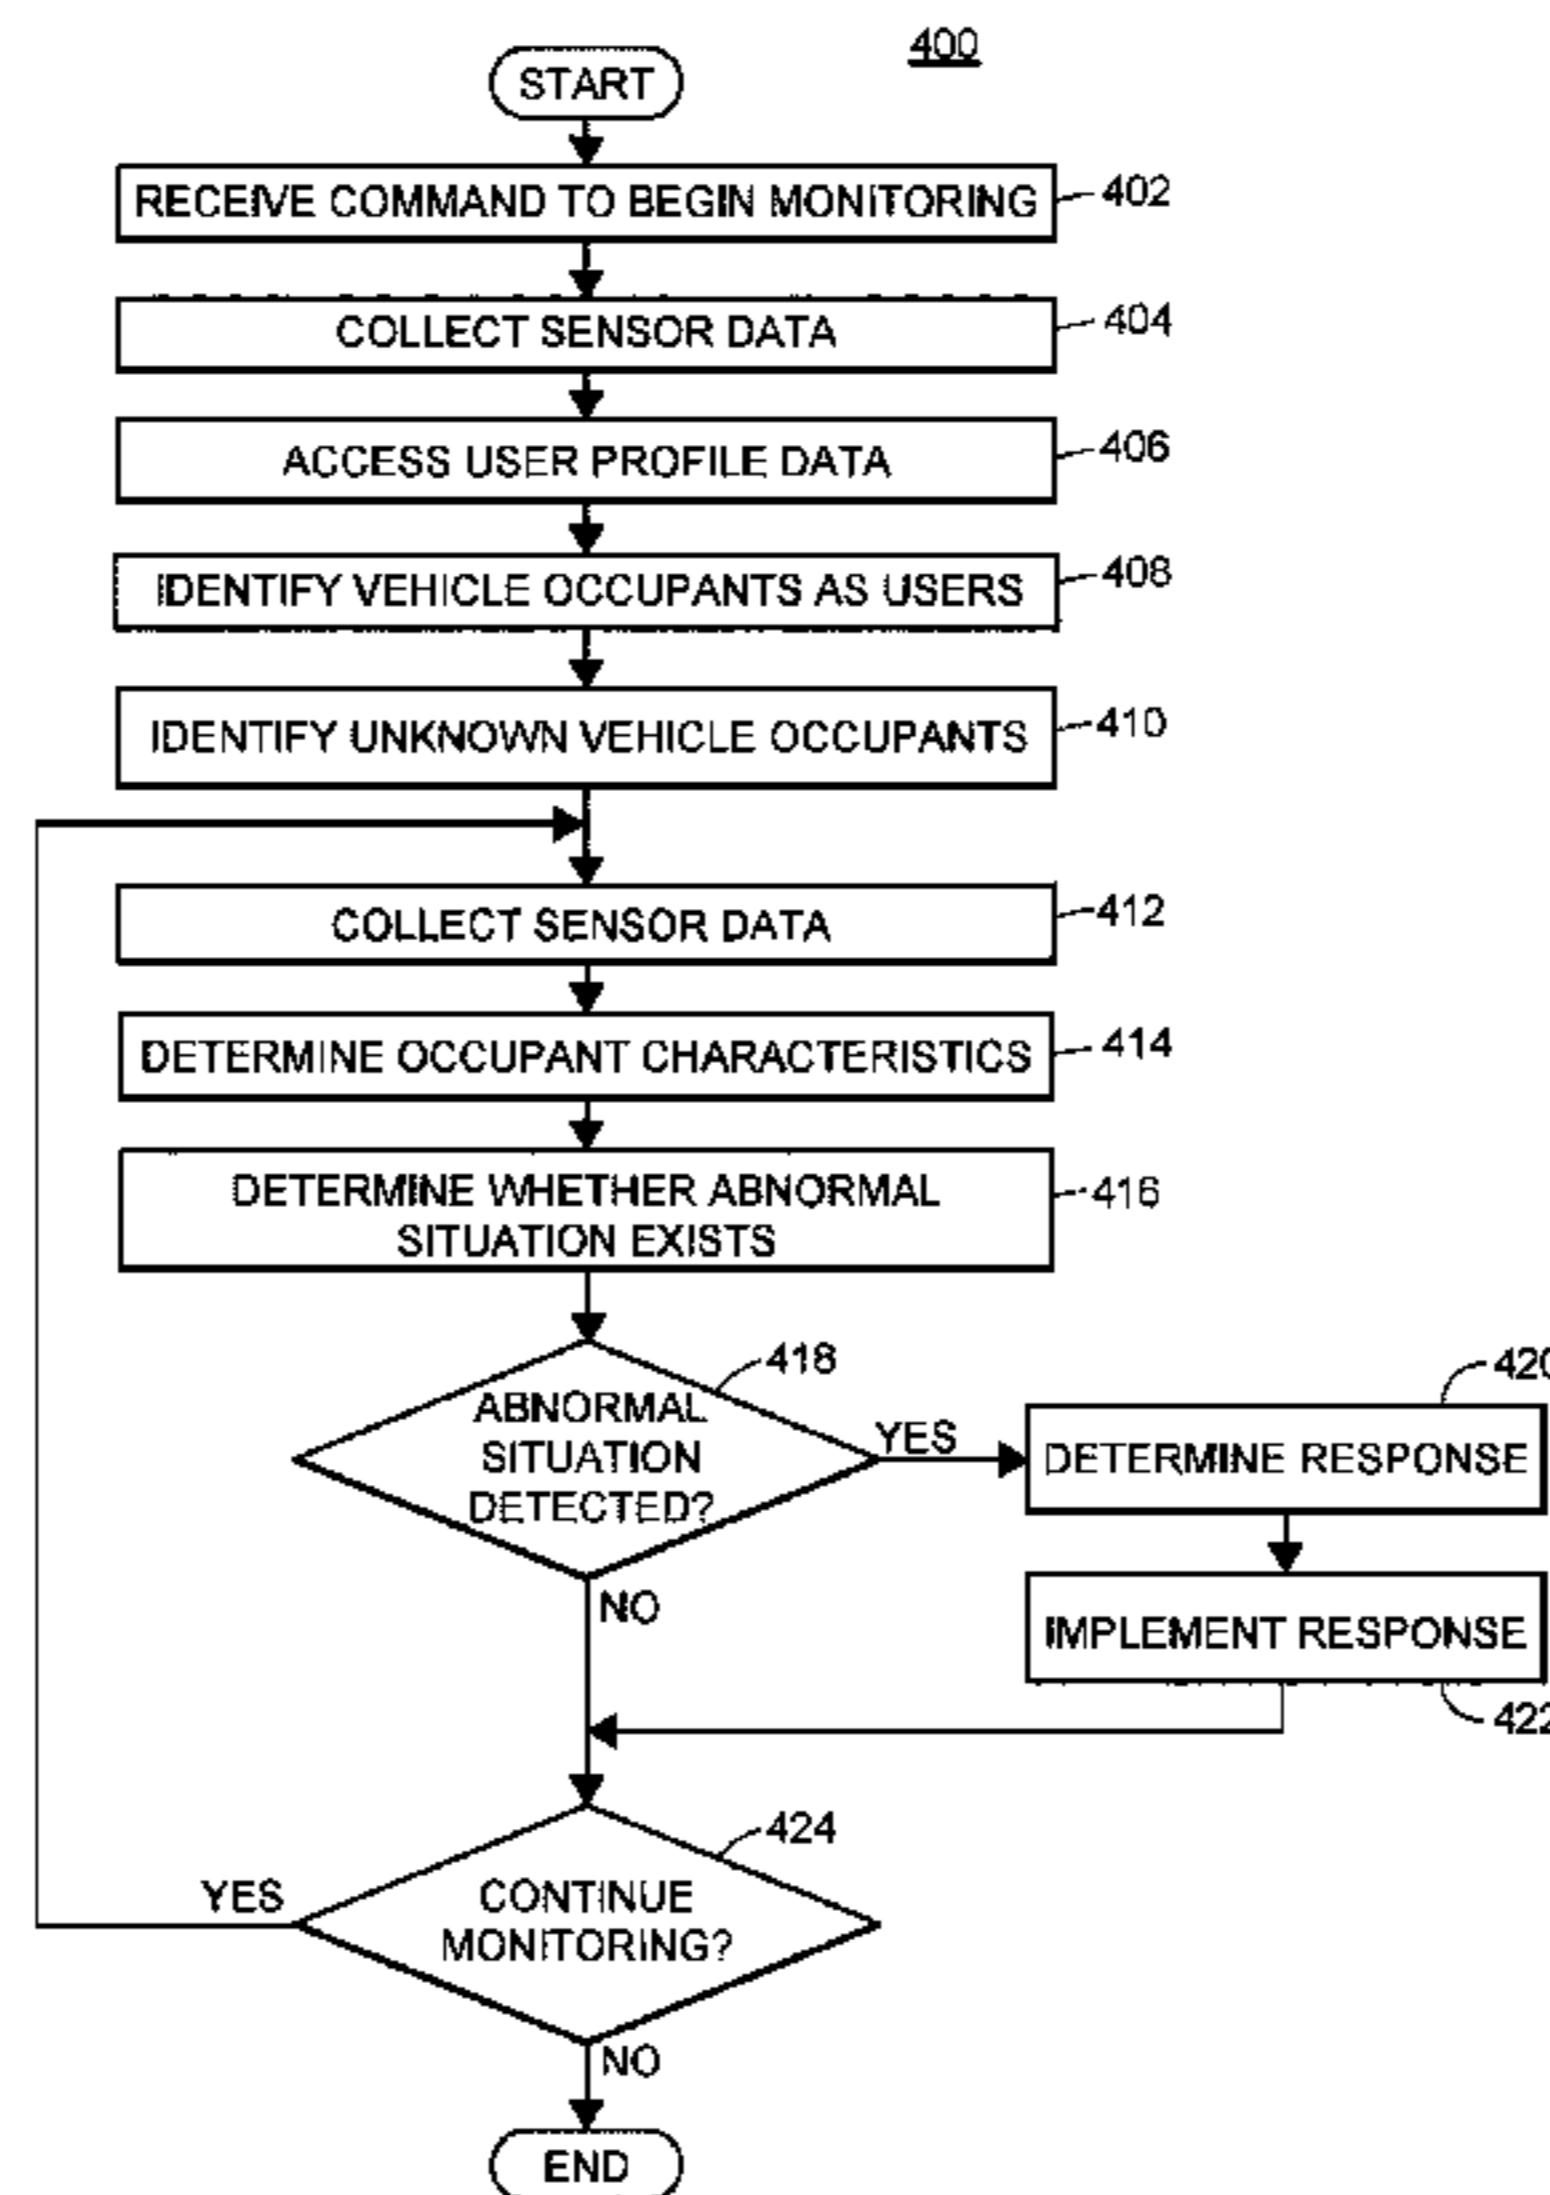 400
START
RECEIVE COMMAND TO BEGIN MONITORING
402
COLLECT SENSOR DATA
404
ACCESS USER PROFILE DATA
406
IDENTIFY VEHICLE OCCUPANTS AS USERS
408
IDENTIFY UNKNOWN VEHICLE OCCUPANTS
410
COLLECT SENSOR DATA
412
DETERMINE OCCUPANT CHARACTERISTICS
414
DETERMINE WHETHER ABNORMAL
SITUATION EXISTS
416
418
ABNORMAL
SITUATION
DETECTED?
YES
420
DETERMINE RESPONSE
NO
IMPLEMENT RESPONSE
422
424
YES
CONTINUE
MONITORING?
NO
END